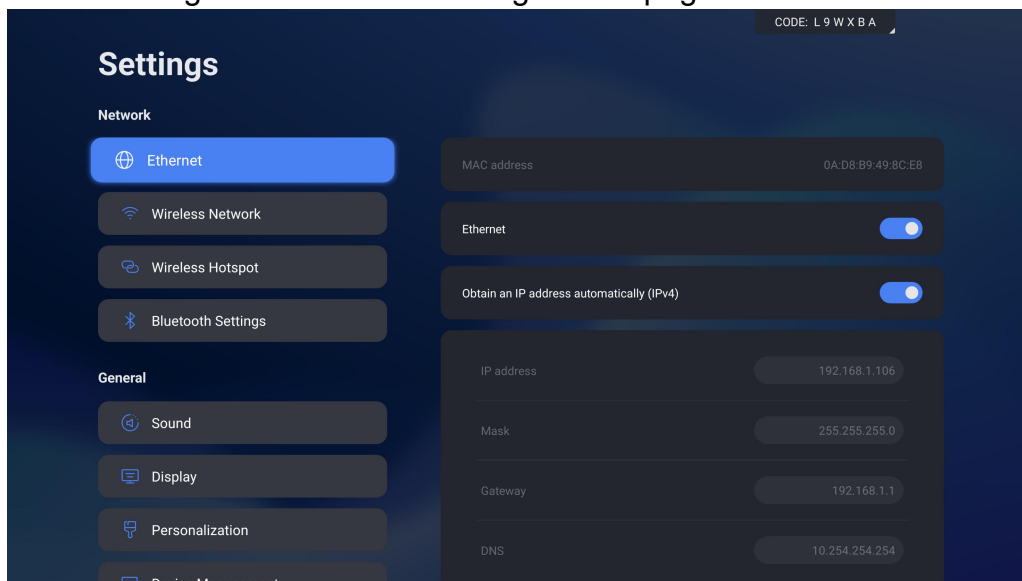 CODE: L9WXBA
Settings
Network
Ethernet
Wireless Network
Wireless Hotspot
Bluetooth Settings
General
Sound
Display
Personalization
MAC address 0A:D8:B9:49:8C:E8
Ethernet
Obtain an IP address automatically (IPv4)
IP address 192.168.1.106
Mask 255.255.255.0
Gateway 192.168.1.1
DNS 10.254.254.254